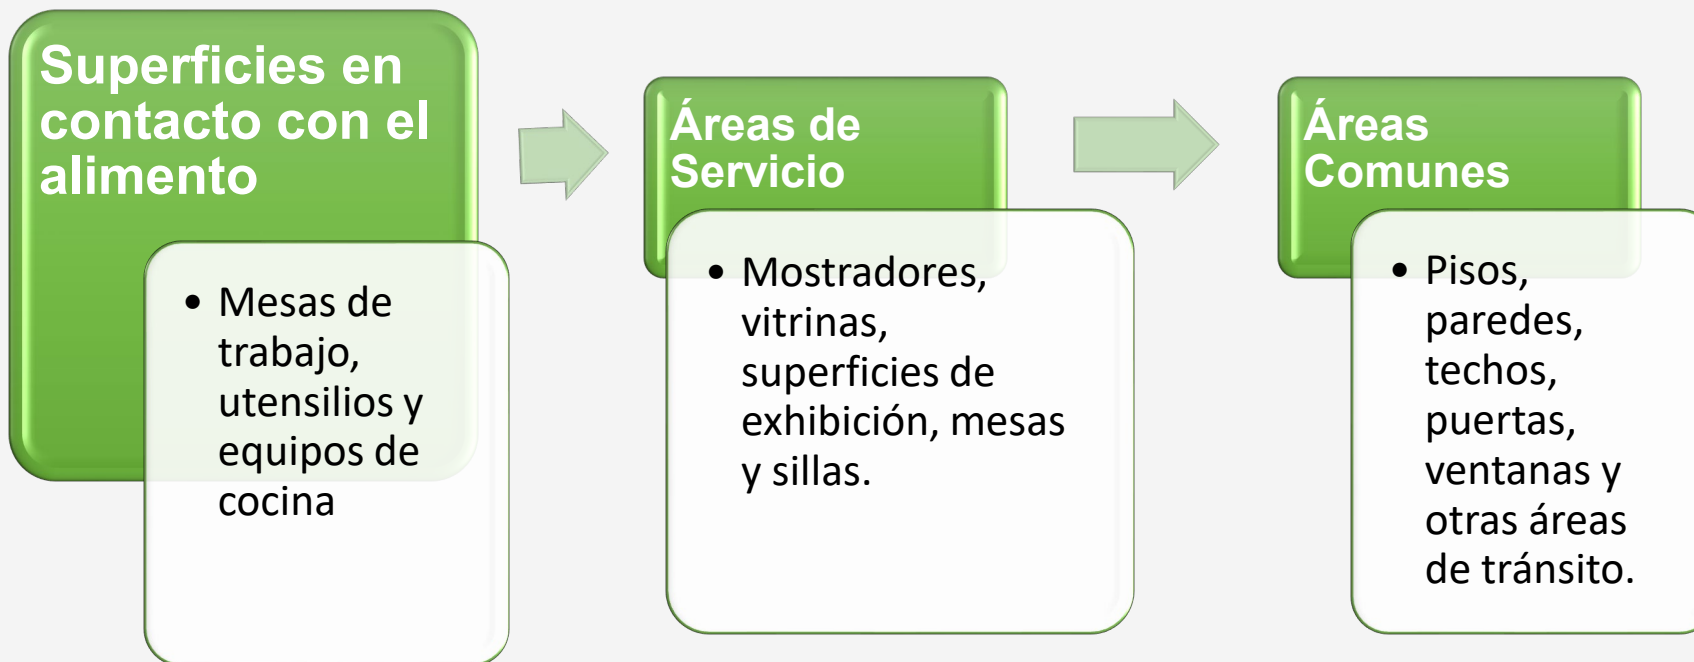 Superficies en
contacto con el
alimento
• Mesas de
trabajo,
utensilios y
equipos de
cocina
Áreas de
Servicio
• Mostradores,
vitrinas,
superficies de
exhibición, mesas
y sillas.
Áreas
Comunes
• Pisos,
paredes,
techos,
puertas,
ventanas y
otras áreas
de tránsito.